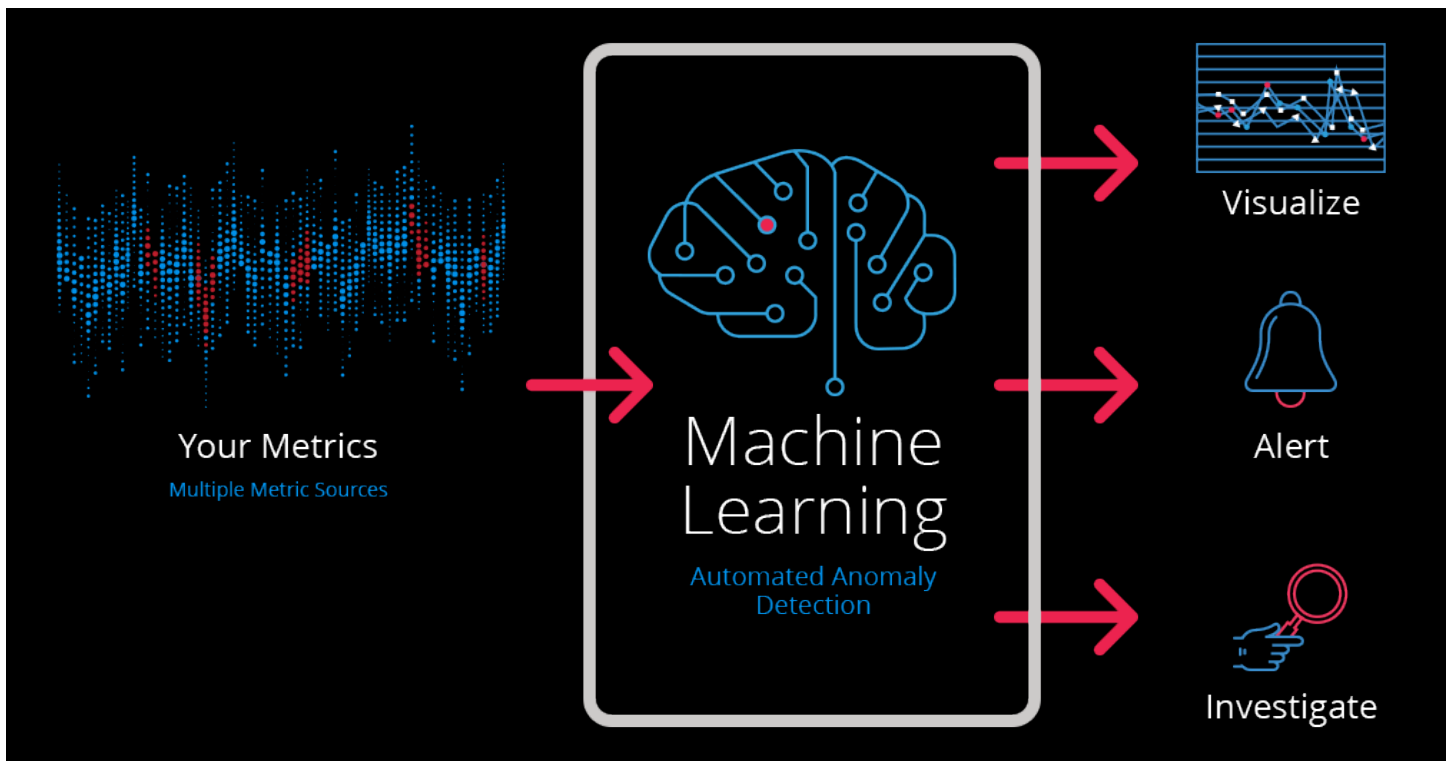 Your Metrics
Multiple Metric Sources
Machine
Learning
Automated Anomaly
Detection
Visualize
Alert
Investigate